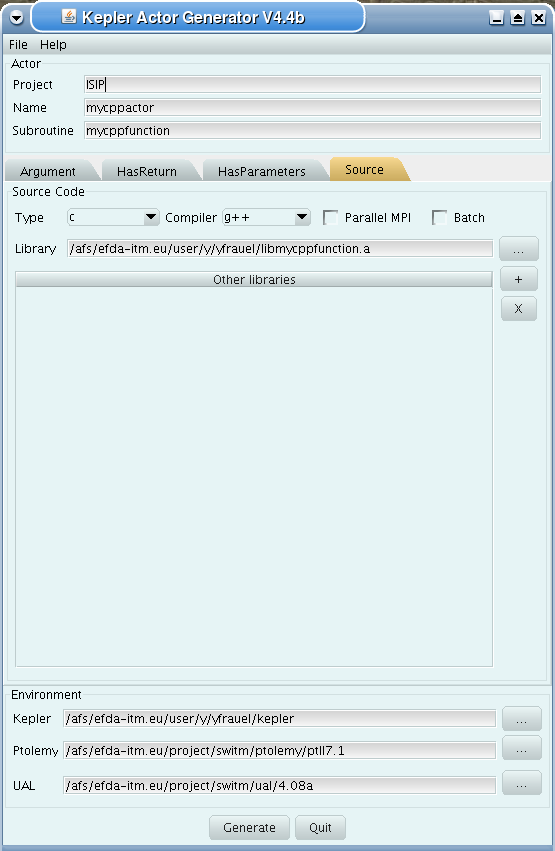 Kepler Actor Generator V4.4b
File Help
Actor
Project ISIP
Name mycppactor
Subroutine mycppfunction
Argument HasReturn HasParameters Source
Source Code
Type c Compiler g++ Parallel MPI Batch
Library /afs/efda-itm.eu/user/y/yfrauel/libmycppfunction.a ...
Other libraries +
X
Environment
Kepler /afs/efda-itm.eu/user/y/yfrauel/kepler ...
Ptolemy /afs/efda-itm.eu/project/switm/ptolemy/ptII7.1 ...
UAL /afs/efda-itm.eu/project/switm/ual/4.08a ...
Generate Quit